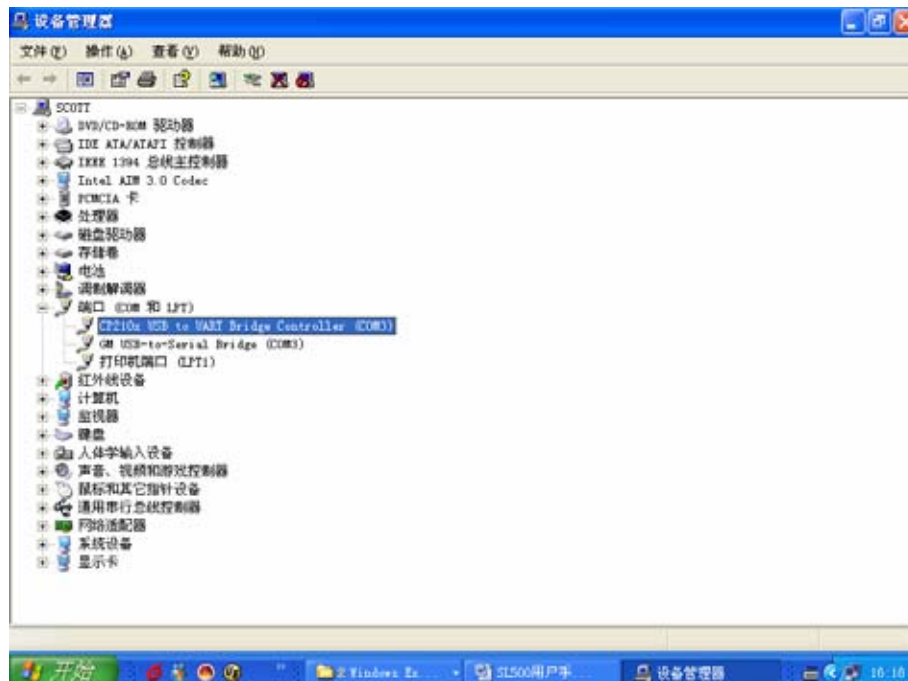 设备管理器
文件(F) 操作(A) 查看(V) 帮助(H)
SCOTT
DVD/CD-ROM 驱动器
IDE ATA/ATAPI 控制器
IEEE 1394 总线主控制器
Intel AIM 3.0 Codec
PCMCIA 卡
处理器
磁盘驱动器
存储卷
电池
调制解调器
端口 (COM 和 LPT)
CP210x USB to UART Bridge Controller (COM3)
GM USB-to-Serial Bridge (COM3)
打印机端口 (LPT1)
红外线设备
计算机
监视器
键盘
人体学输入设备
声音、视频和游戏控制器
鼠标和其它指针设备
通用串行总线控制器
网络适配器
系统设备
显示卡
开始 2 Windows Ex... SL500用户手... 设备管理器 16:16